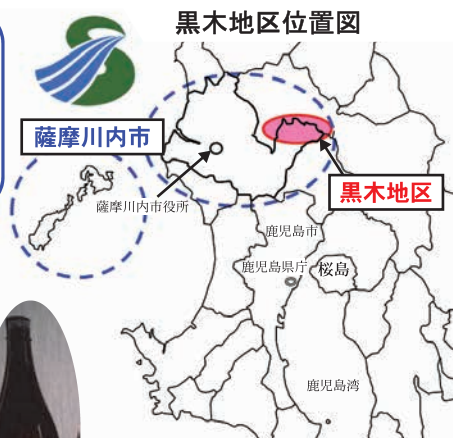 黒木地区位置図
薩摩川内市
薩摩川内市役所
黒木地区
鹿児島市
鹿児島県庁
桜島
鹿児島湾